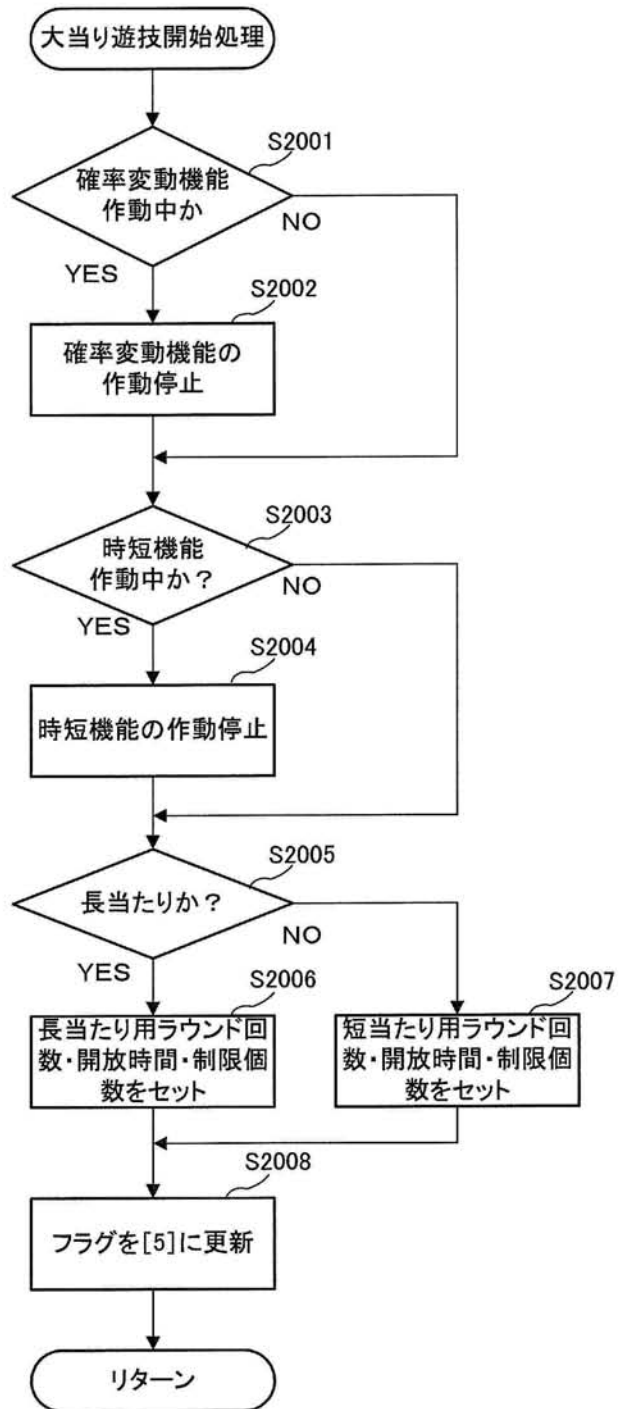 大当り遊技開始処理
S2001
確率変動機能
作動中か
NO
YES
S2002
確率変動機能の
作動停止
S2003
時短機能
作動中か？
NO
YES
S2004
時短機能の作動停止
S2005
長当たりか？
NO
YES
S2006
S2007
長当たり用ラウンド回
数・開放時間・制限個
数をセット
短当たり用ラウンド回
数・開放時間・制限個
数をセット
S2008
フラグを[5]に更新
リターン